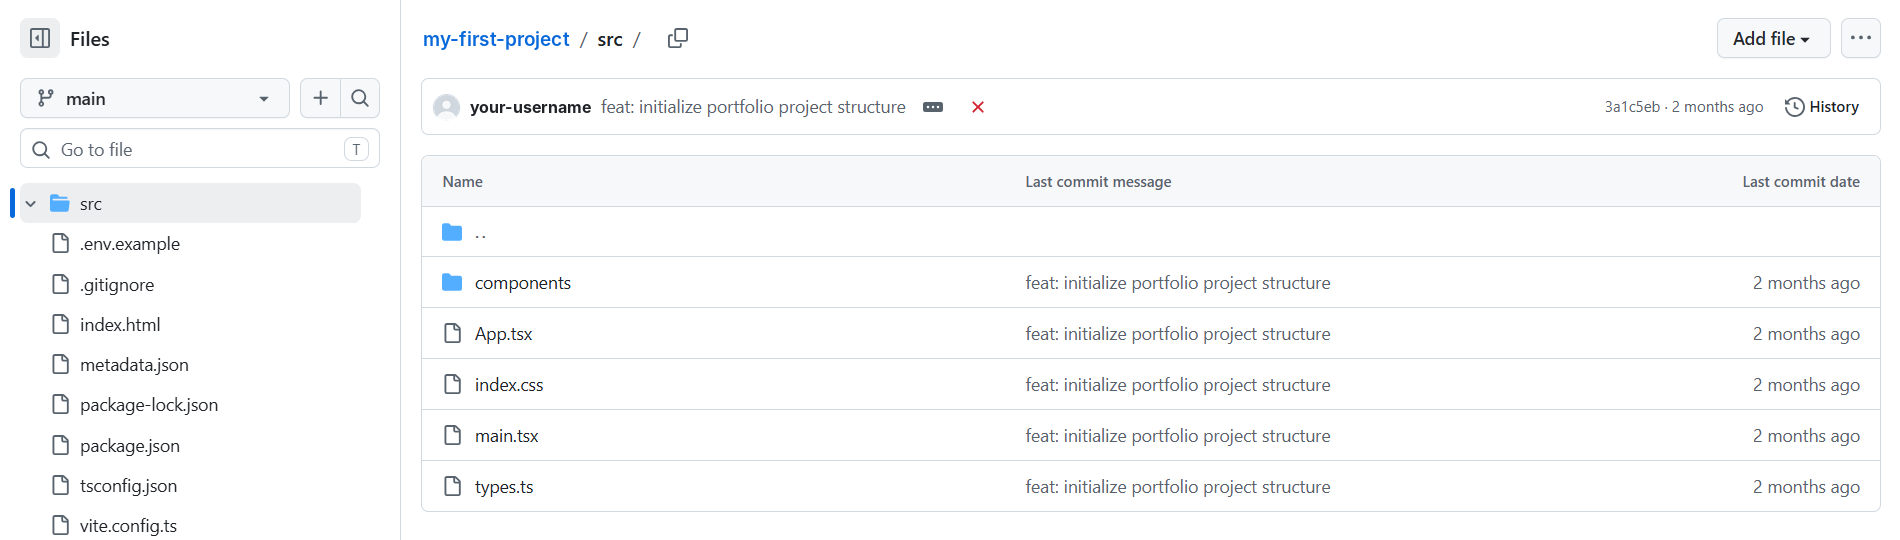 Files
main
Go to file T
src
.env.example
.gitignore
index.html
metadata.json
package-lock.json
package.json
tsconfig.json
vite.config.ts
my-first-project / src /
Add file
your-username feat: initialize portfolio project structure
3a1c5eb · 2 months ago History
Name Last commit message Last commit date
..
components feat: initialize portfolio project structure 2 months ago
App.tsx feat: initialize portfolio project structure 2 months ago
index.css feat: initialize portfolio project structure 2 months ago
main.tsx feat: initialize portfolio project structure 2 months ago
types.ts feat: initialize portfolio project structure 2 months ago